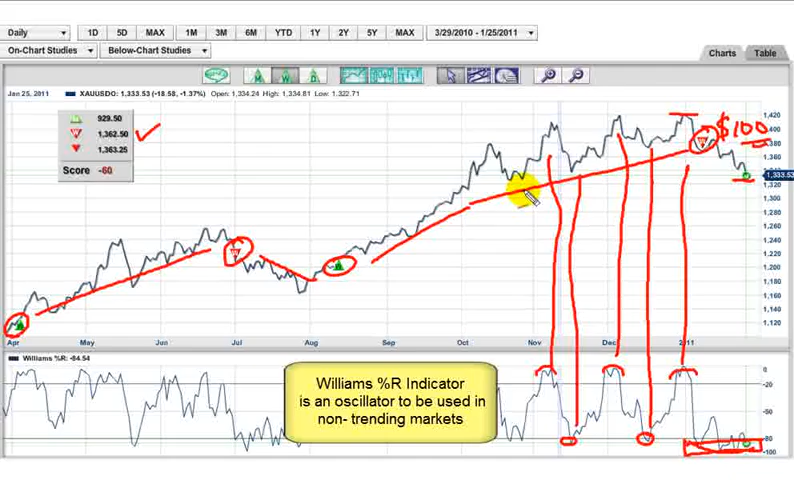 Daily 1D 5D MAX 1M 3M 6M YTD 1Y 2Y 5Y MAX 3/29/2010 - 1/25/2011
On-Chart Studies Below-Chart Studies
Charts Table
M W D
Jan 25, 2011 XAUUSDO: 1,333.53 (-18.58, -1.37%) Open: 1,334.24 High: 1,334.81 Low: 1,322.71
929.50
1,362.50
1,363.25
Score -60
$100
1,420
1,400
1,380
1,360
1,333.53
1,320
1,300
1,280
1,260
1,240
1,220
1,200
1,180
1,160
1,140
1,120
Apr May Jun Jul Aug Sep Oct Nov Dec 2011
Williams %R: -84.54
0
-20
-50
-80
-100
Williams %R Indicator
is an oscillator to be used in
non- trending markets